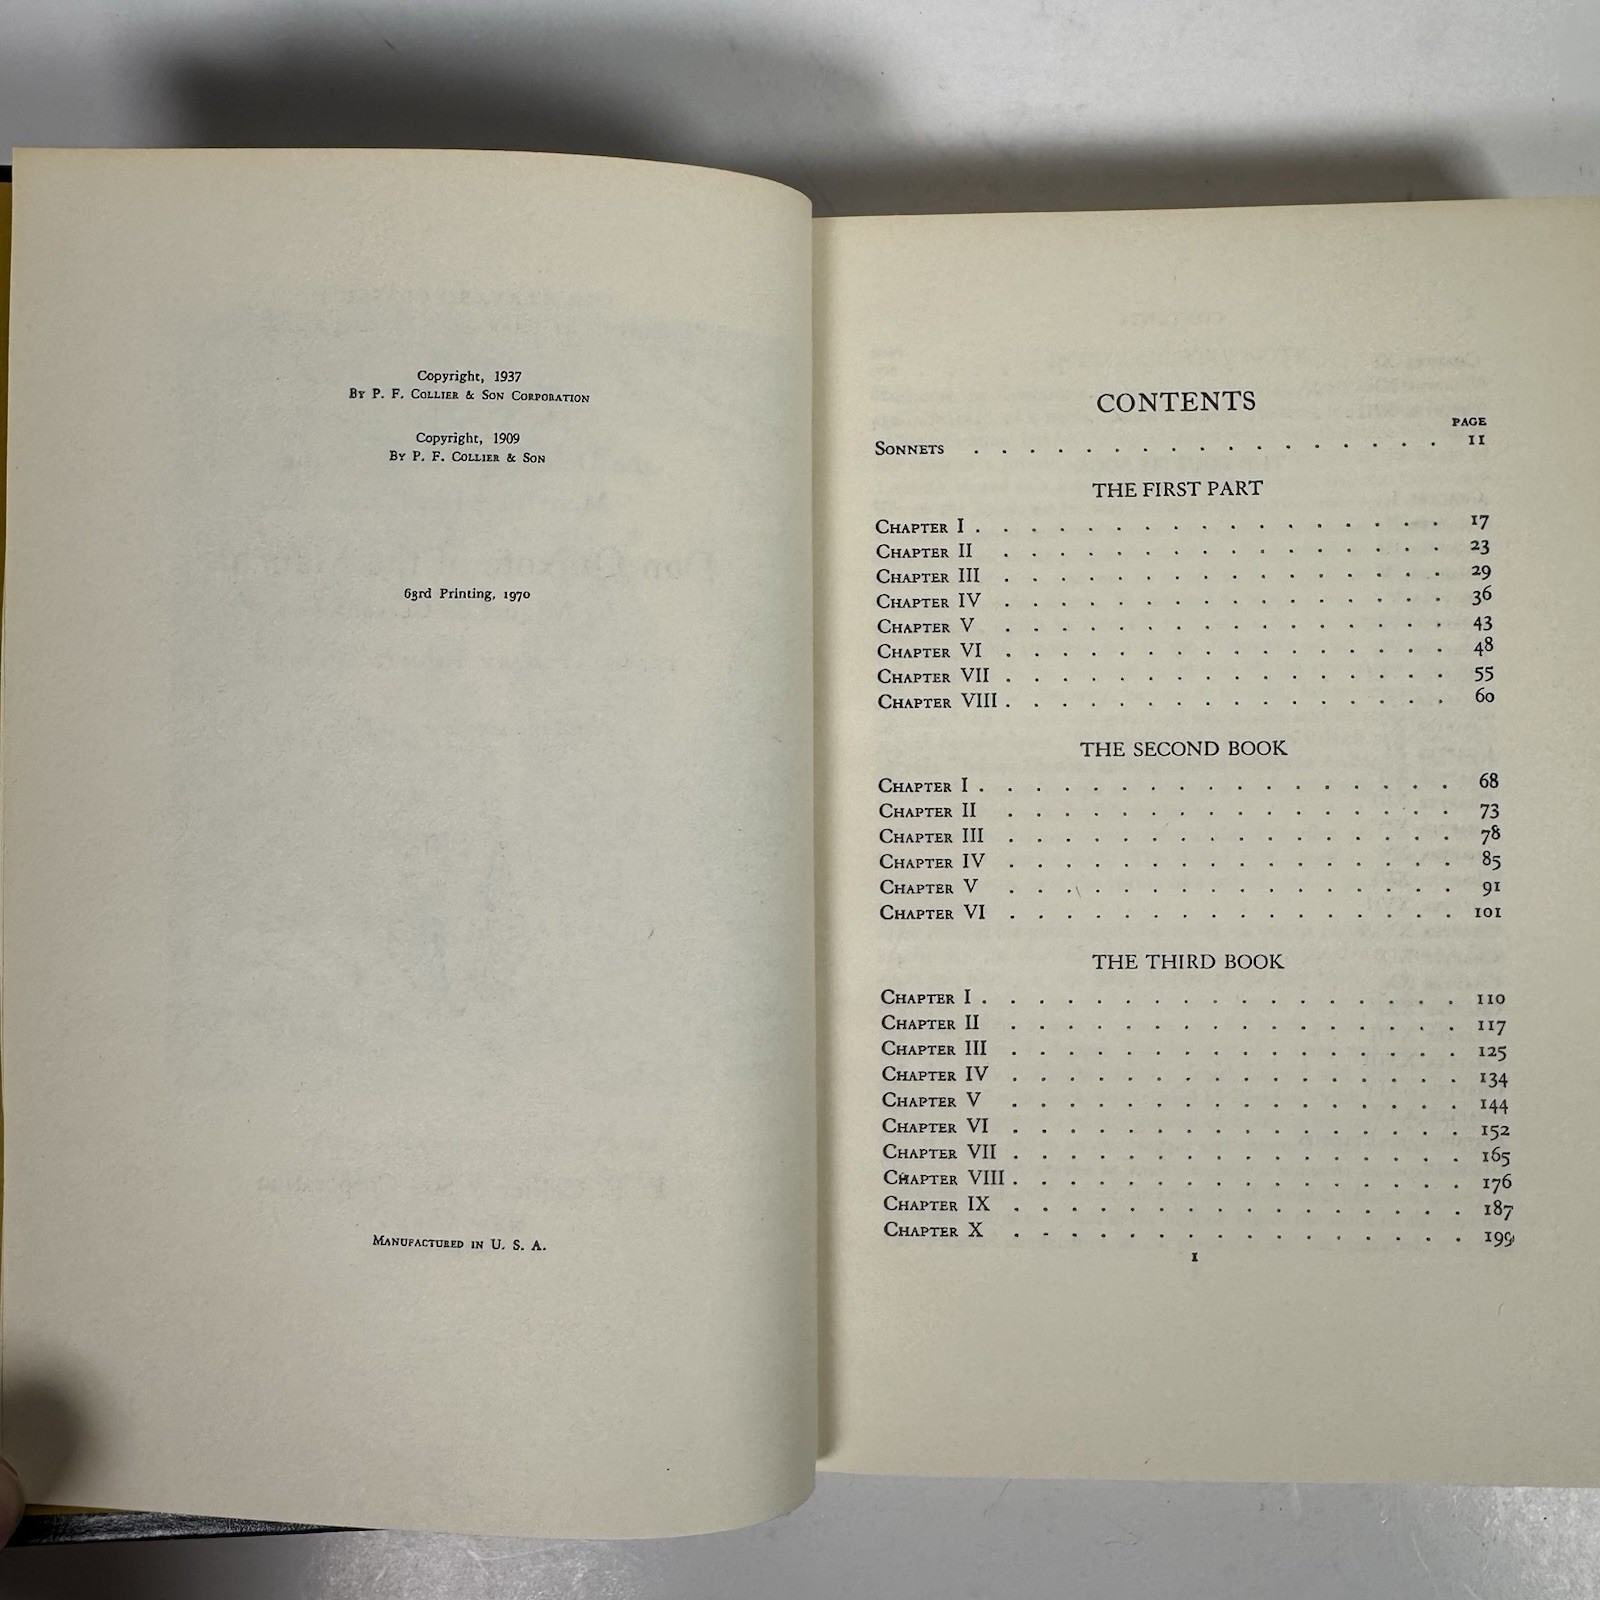 Copyright, 1937
By P. F. Collier & Son Corporation
Copyright, 1909
By P. F. Collier & Son
63rd Printing, 1970
Manufactured in U. S. A.
CONTENTS
PAGE
Sonnets . . . . . . . . . . . . . . . . . 11
THE FIRST PART
Chapter I . . . . . . . . . . . . . . . . . 17
Chapter II . . . . . . . . . . . . . . . . 23
Chapter III . . . . . . . . . . . . . . . . 29
Chapter IV . . . . . . . . . . . . . . . . 36
Chapter V . . . . . . . . . . . . . . . . 43
Chapter VI . . . . . . . . . . . . . . . . 48
Chapter VII . . . . . . . . . . . . . . . . 55
Chapter VIII . . . . . . . . . . . . . . . . 60
THE SECOND BOOK
Chapter I . . . . . . . . . . . . . . . . . 68
Chapter II . . . . . . . . . . . . . . . . 73
Chapter III . . . . . . . . . . . . . . . . 78
Chapter IV . . . . . . . . . . . . . . . . 85
Chapter V . . . . . . . . . . . . . . . . 91
Chapter VI . . . . . . . . . . . . . . . . 101
THE THIRD BOOK
Chapter I . . . . . . . . . . . . . . . . . 110
Chapter II . . . . . . . . . . . . . . . . 117
Chapter III . . . . . . . . . . . . . . . . 125
Chapter IV . . . . . . . . . . . . . . . . 134
Chapter V . . . . . . . . . . . . . . . . 144
Chapter VI . . . . . . . . . . . . . . . . 152
Chapter VII . . . . . . . . . . . . . . . . 165
Chapter VIII . . . . . . . . . . . . . . . . 176
Chapter IX . . . . . . . . . . . . . . . . 187
Chapter X . . . . . . . . . . . . . . . . 199
1